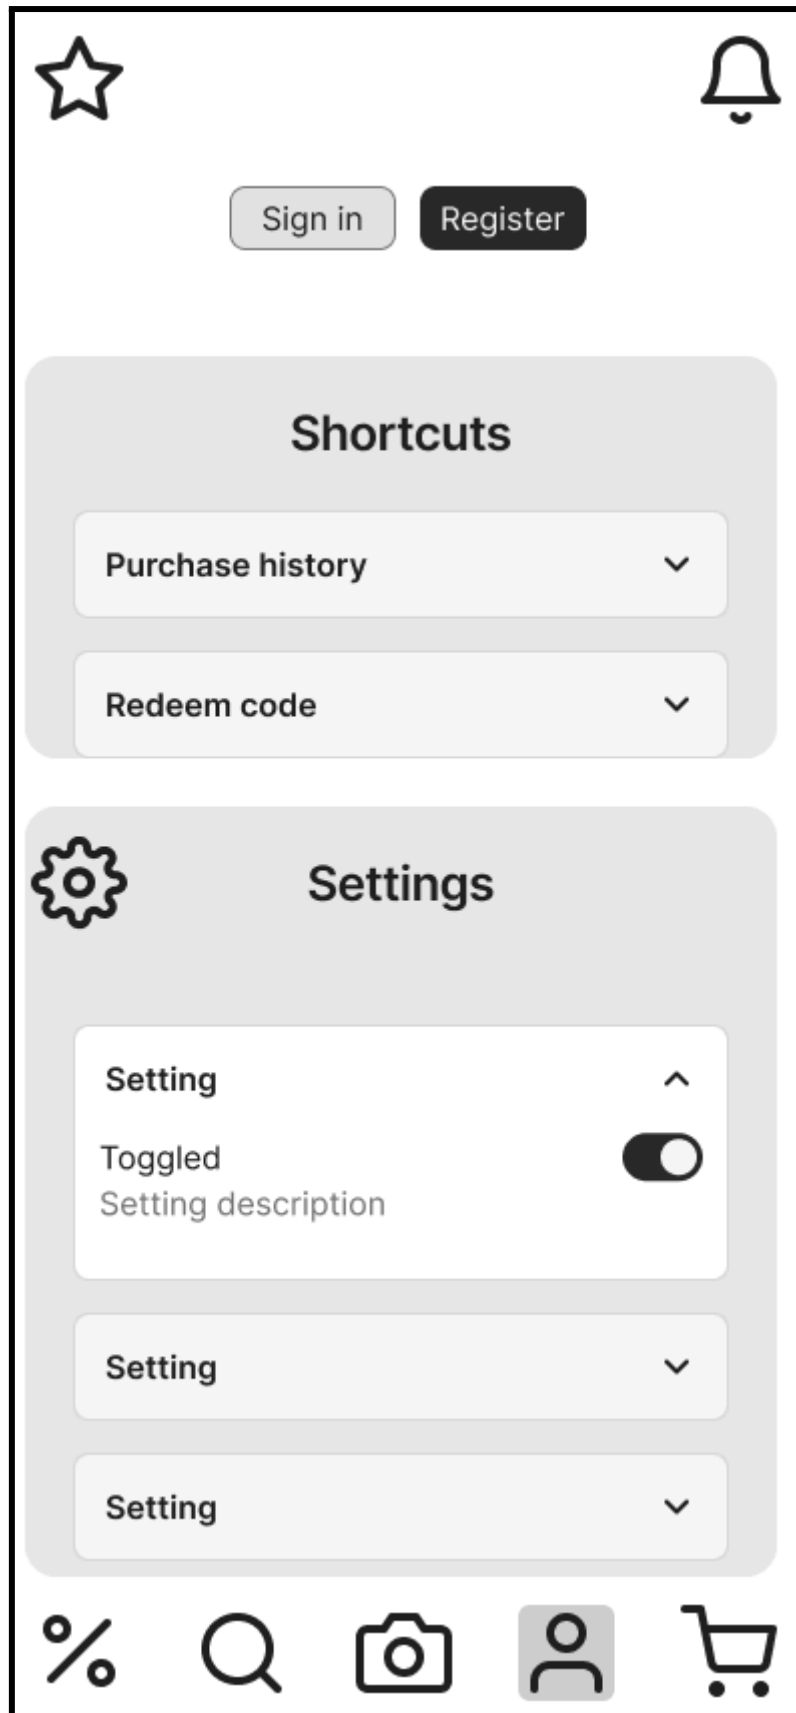 Sign in
Register
Shortcuts
Purchase history
Redeem code
Settings
Setting
Toggled
Setting description
Setting
Setting